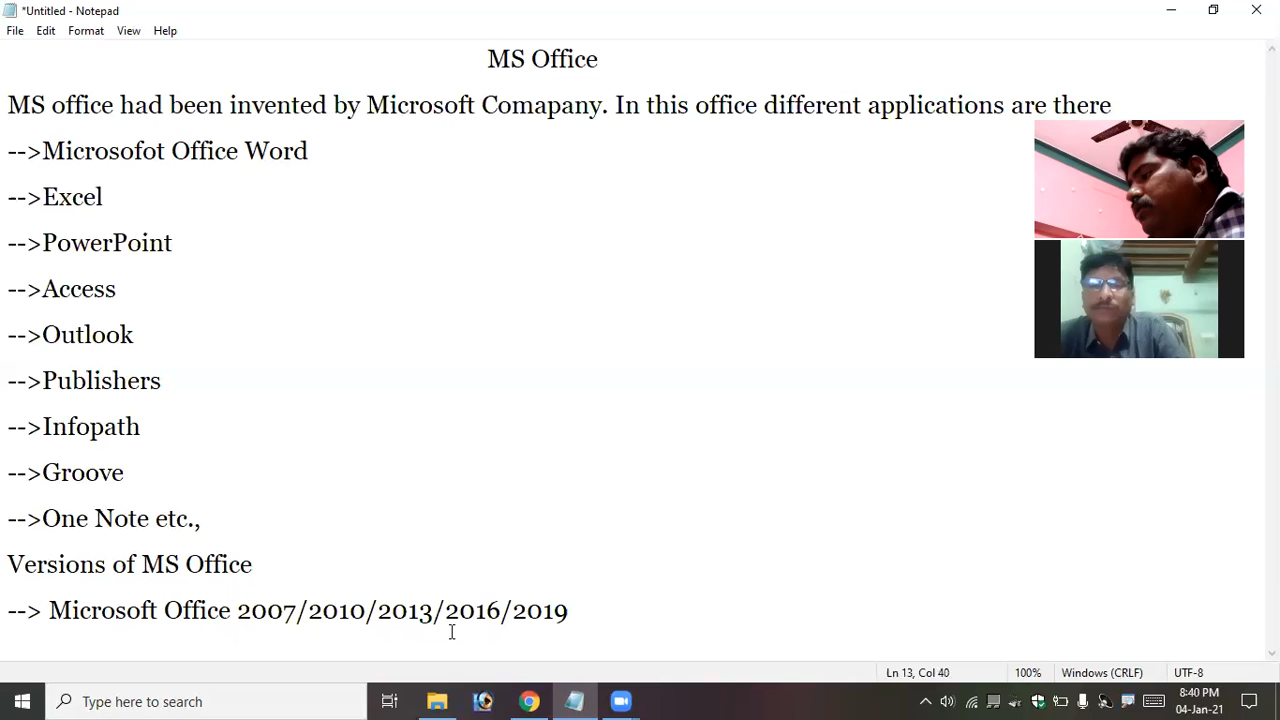 *Untitled - Notepad
File Edit Format View Help
MS Office
MS office had been invented by Microsoft Comapany. In this office different applications are there
-->Microsofot Office Word
-->Excel
-->PowerPoint
-->Access
-->Outlook
-->Publishers
-->Infopath
-->Groove
-->One Note etc.,
Versions of MS Office
--> Microsoft Office 2007/2010/2013/2016/2019
Ln 13, Col 40 100% Windows (CRLF) UTF-8
Type here to search
8:40 PM
04-Jan-21